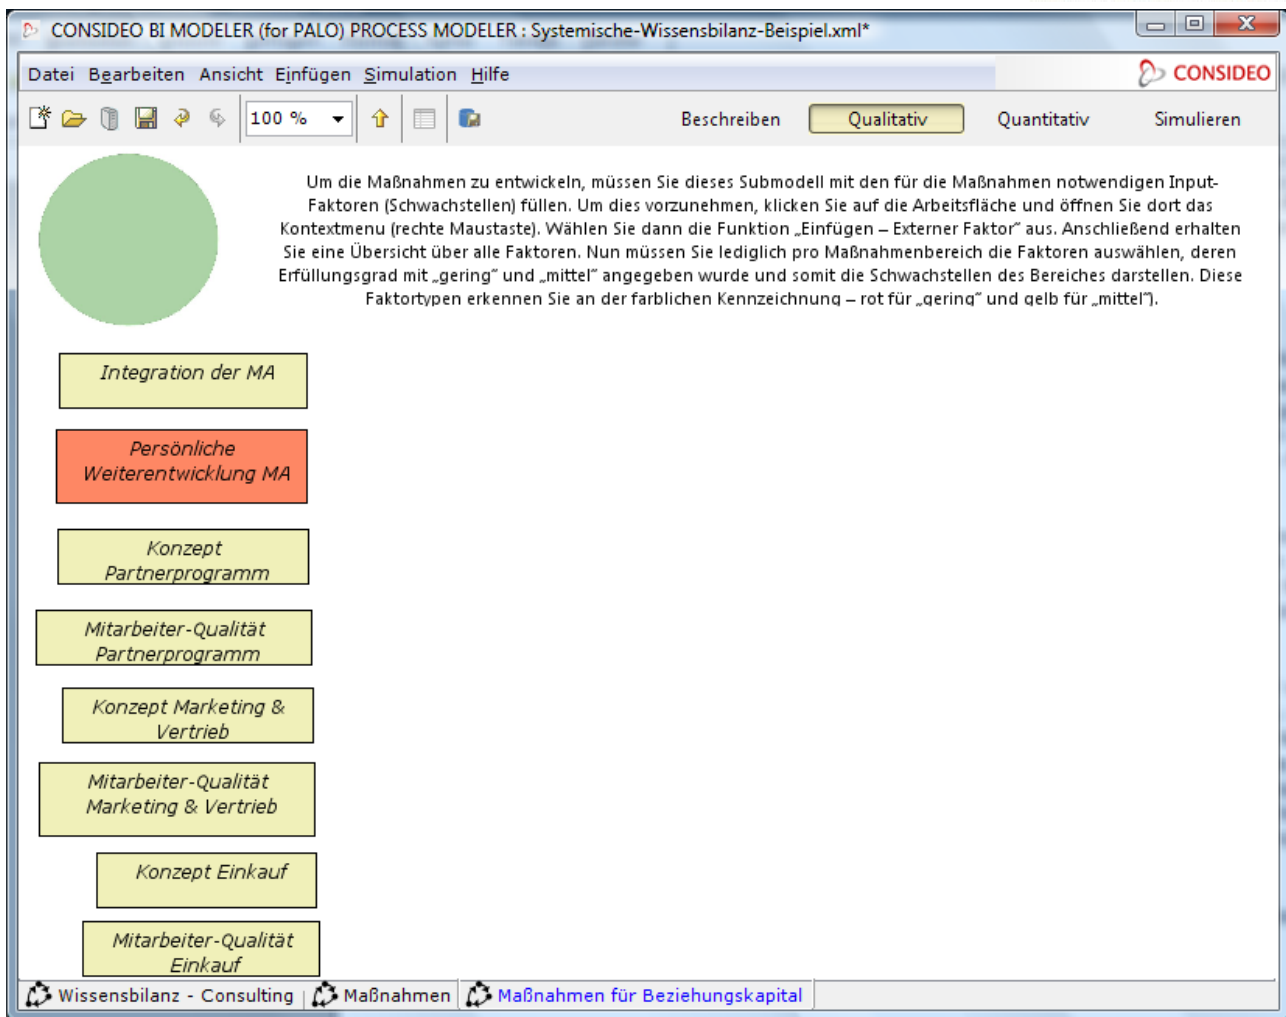 CONSIDEO BI MODELER (for PALO) PROCESS MODELER : Systemische-Wissensbilanz-Beispiel.xml*
Datei Bearbeiten Ansicht Einfügen Simulation Hilfe
CONSIDEO
100 %
Beschreiben Qualitativ Quantitativ Simulieren
Um die Maßnahmen zu entwickeln, müssen Sie dieses Submodell mit den für die Maßnahmen notwendigen Input-
Faktoren (Schwachstellen) füllen. Um dies vorzunehmen, klicken Sie auf die Arbeitsfläche und öffnen Sie dort das
Kontextmenu (rechte Maustaste). Wählen Sie dann die Funktion „Einfügen – Externer Faktor“ aus. Anschließend erhalten
Sie eine Übersicht über alle Faktoren. Nun müssen Sie lediglich pro Maßnahmenbereich die Faktoren auswählen, deren
Erfüllungsgrad mit „gering“ und „mittel“ angegeben wurde und somit die Schwachstellen des Bereiches darstellen. Diese
Faktortypen erkennen Sie an der farblichen Kennzeichnung – rot für „gering“ und gelb für „mittel“).
Integration der MA
Persönliche
Weiterentwicklung MA
Konzept
Partnerprogramm
Mitarbeiter-Qualität
Partnerprogramm
Konzept Marketing &
Vertrieb
Mitarbeiter-Qualität
Marketing & Vertrieb
Konzept Einkauf
Mitarbeiter-Qualität
Einkauf
Wissensbilanz - Consulting Maßnahmen Maßnahmen für Beziehungskapital